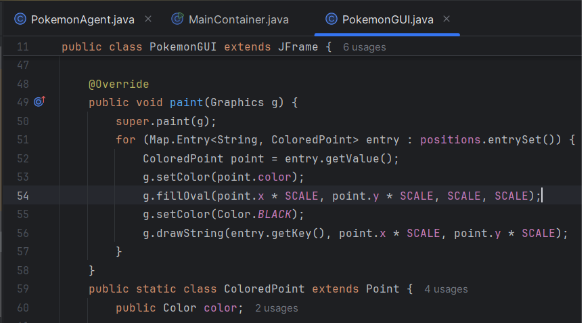 PokemonAgent.java MainContainer.java PokemonGUI.java
11 public class PokemonGUI extends JFrame { 6 usages
47
48 @Override
49 public void paint(Graphics g) {
50 super.paint(g);
51 for (Map.Entry<String, ColoredPoint> entry : positions.entrySet()) {
52 ColoredPoint point = entry.getValue();
53 g.setColor(point.color);
54 g.fillOval(point.x * SCALE, point.y * SCALE, SCALE, SCALE);
55 g.setColor(Color.BLACK);
56 g.drawString(entry.getKey(), point.x * SCALE, point.y * SCALE);
57 }
58 }
59 public static class ColoredPoint extends Point { 4 usages
60 public Color color; 2 usages